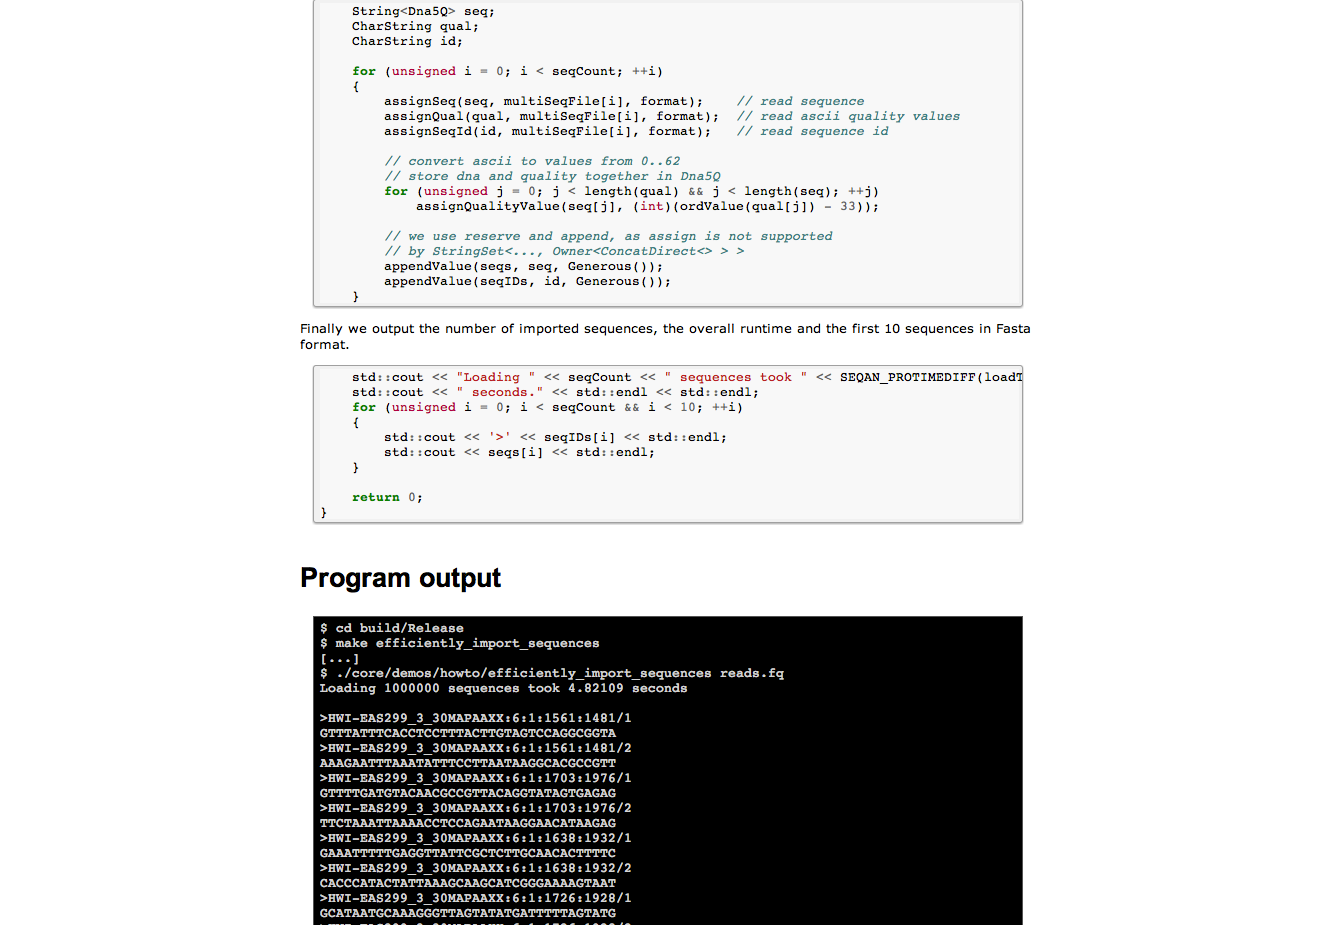 String<Dna5Q> seq;
CharString qual;
CharString id;
for (unsigned i = 0; i < seqCount; ++i)
{
assignSeq(seq, multiSeqFile[i], format);    // read sequence
assignQual(qual, multiSeqFile[i], format);  // read ascii quality values
assignSeqId(id, multiSeqFile[i], format);   // read sequence id
// convert ascii to values from 0..62
// store dna and quality together in Dna5Q
for (unsigned j = 0; j < length(qual) && j < length(seq); ++j)
assignQualityValue(seq[j], (int)(ordValue(qual[j]) - 33));
// we use reserve and append, as assign is not supported
// by StringSet<..., Owner<ConcatDirect<> > >
appendValue(seqs, seq, Generous());
appendValue(seqIDs, id, Generous());
}
Finally we output the number of imported sequences, the overall runtime and the first 10 sequences in Fasta
format.
std::cout << "Loading " << seqCount << " sequences took " << SEQAN_PROTIMEDIFF(loadT
std::cout << " seconds." << std::endl << std::endl;
for (unsigned i = 0; i < seqCount && i < 10; ++i)
{
std::cout << '>' << seqIDs[i] << std::endl;
std::cout << seqs[i] << std::endl;
}
return 0;
}
Program output
$ cd build/Release
$ make efficiently_import_sequences
[...]
$ ./core/demos/howto/efficiently_import_sequences reads.fq
Loading 1000000 sequences took 4.82109 seconds
>HWI-EAS299_3_30MAPAAXX:6:1:1561:1481/1
GTTTATTTCACCTCCTTTACTTGTAGTCCAGGCGGTA
>HWI-EAS299_3_30MAPAAXX:6:1:1561:1481/2
AAAGAATTTAAATATTTCCTTAATAAGGCACGCCGTT
>HWI-EAS299_3_30MAPAAXX:6:1:1703:1976/1
GTTTTGATGTACAACGCCGTTACAGGTATAGTGAGAG
>HWI-EAS299_3_30MAPAAXX:6:1:1703:1976/2
TTCTAAATTAAAACCTCCAGAATAAGGAACATAAGAG
>HWI-EAS299_3_30MAPAAXX:6:1:1638:1932/1
GAAATTTTTGAGGTTATTCGCTCTTGCAACACTTTTC
>HWI-EAS299_3_30MAPAAXX:6:1:1638:1932/2
CACCCATACTATTAAAGCAAGCATCGGGAAAAGTAAT
>HWI-EAS299_3_30MAPAAXX:6:1:1726:1928/1
GCATAATGCAAAGGGTTAGTATATGATTTTTAGTATG